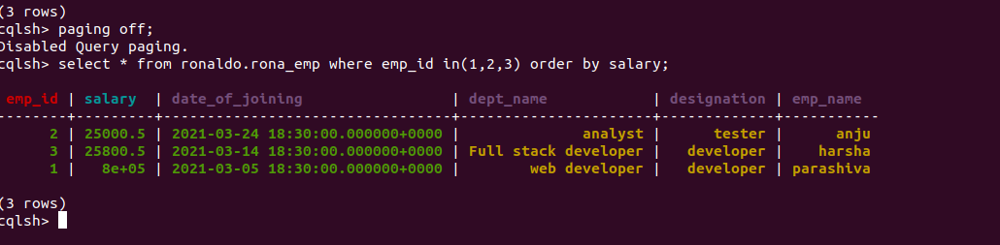 (3 rows)
cqlsh> paging off;
Disabled Query paging.
cqlsh> select * from ronaldo.rona_emp where emp_id in(1,2,3) order by salary;
emp_id | salary | date_of_joining | dept_name | designation | emp_name
--------+---------+---------------------------------+----------------------+-------------+-----------
2 | 25000.5 | 2021-03-24 18:30:00.000000+0000 | analyst | tester | anju
3 | 25800.5 | 2021-03-14 18:30:00.000000+0000 | Full stack developer | developer | harsha
1 | 8e+05 | 2021-03-05 18:30:00.000000+0000 | web developer | developer | parashiva
(3 rows)
cqlsh>